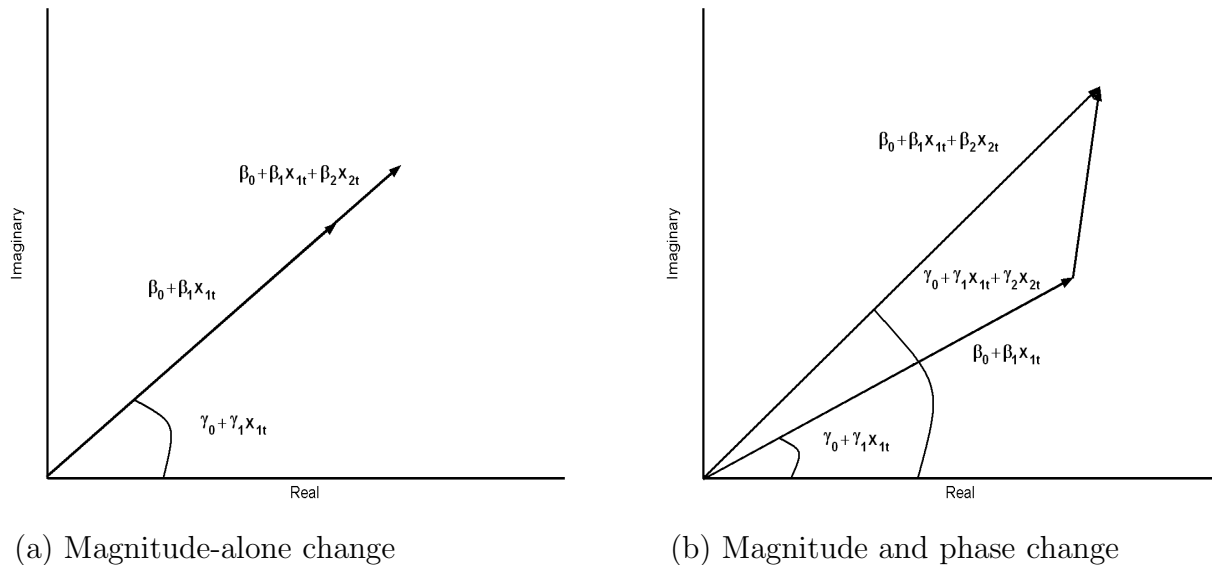 Imaginary
β₀+β₁x₁ₜ+β₂x₂ₜ
β₀+β₁x₁ₜ
γ₀+γ₁x₁ₜ
Real
(a) Magnitude-alone change
Imaginary
β₀+β₁x₁ₜ+β₂x₂ₜ
γ₀+γ₁x₁ₜ+γ₂x₂ₜ
β₀+β₁x₁ₜ
γ₀+γ₁x₁ₜ
Real
(b) Magnitude and phase change